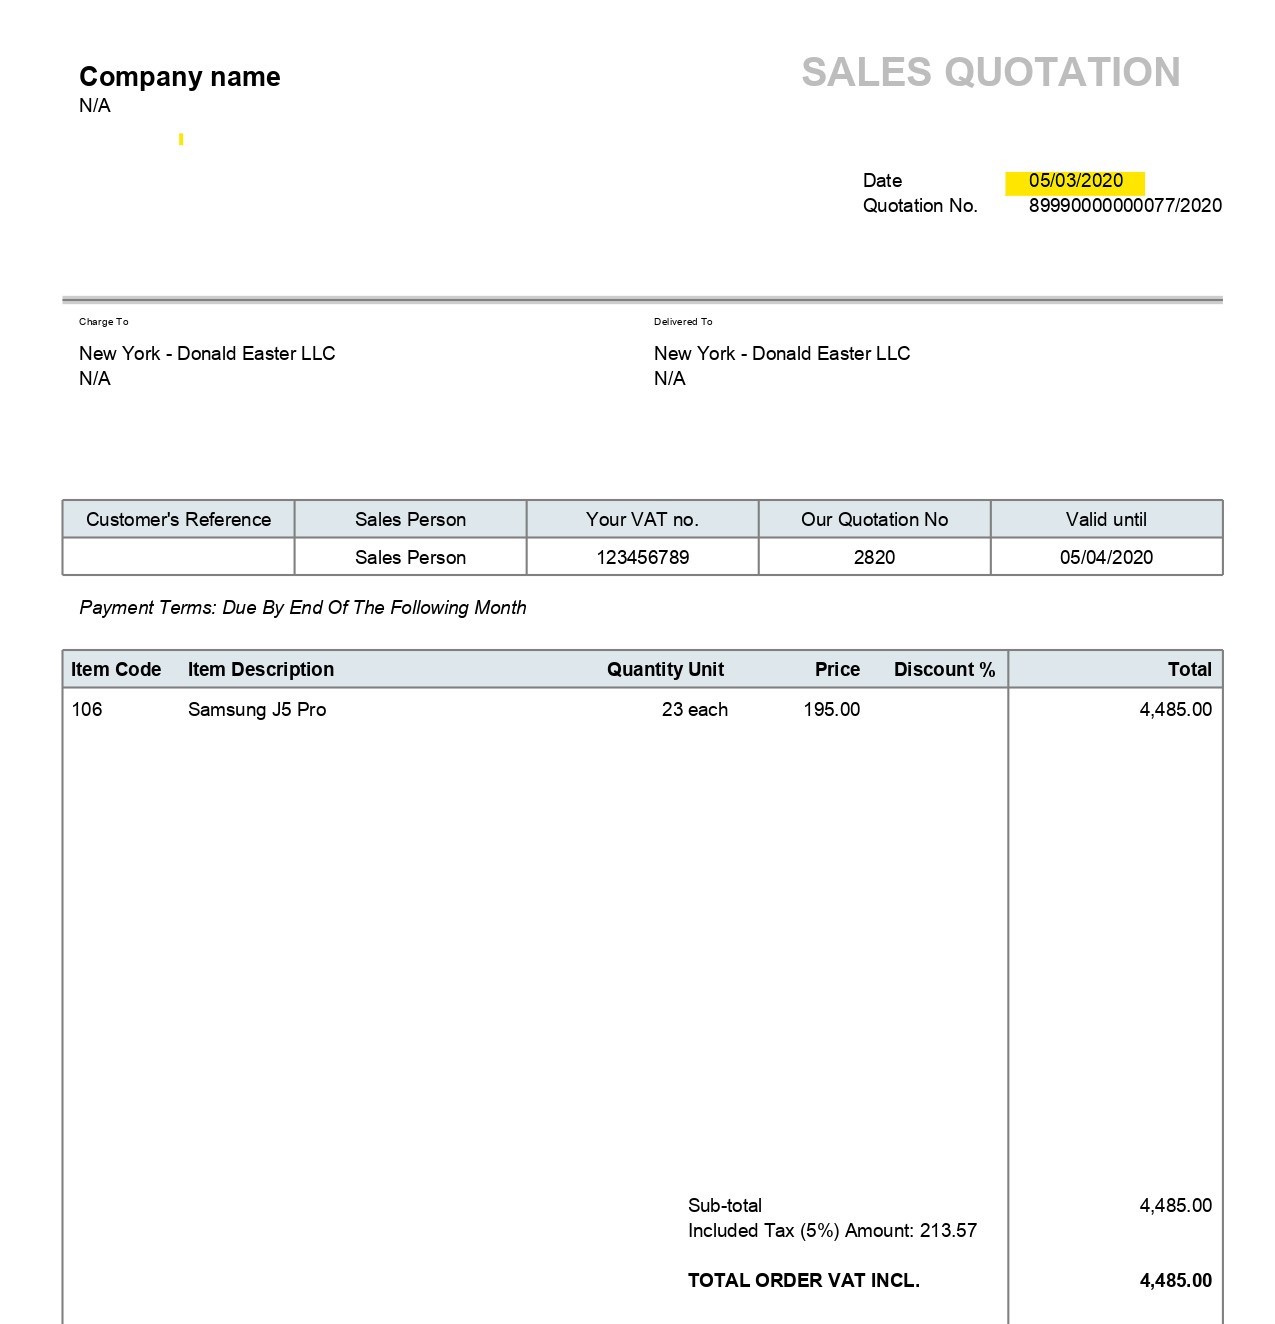 Company name
N/A
SALES QUOTATION
Date 05/03/2020
Quotation No. 89990000000077/2020
Charge To
New York - Donald Easter LLC
N/A
Delivered To
New York - Donald Easter LLC
N/A
Customer's Reference Sales Person Your VAT no. Our Quotation No Valid until
Sales Person 123456789 2820 05/04/2020
Payment Terms: Due By End Of The Following Month
Item Code Item Description Quantity Unit Price Discount % Total
106 Samsung J5 Pro 23 each 195.00 4,485.00
Sub-total 4,485.00
Included Tax (5%) Amount: 213.57
TOTAL ORDER VAT INCL. 4,485.00